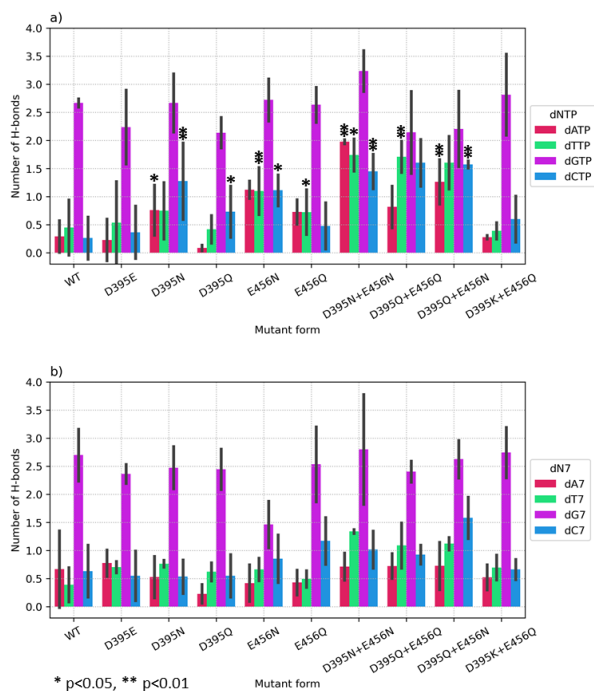 a)
4.0
3.5
3.0
2.5
2.0
1.5
1.0
0.5
0.0
Number of H-bonds
* ** * ** * * ** * ** ** ** **
WT D395E D395N D395Q E456N E456Q D395N+E456N D395Q+E456Q D395Q+E456N D395K+E456Q
Mutant form
dNTP
dATP
dTTP
dGTP
dCTP
b)
4.0
3.5
3.0
2.5
2.0
1.5
1.0
0.5
0.0
Number of H-bonds
WT D395E D395N D395Q E456N E456Q D395N+E456N D395Q+E456Q D395Q+E456N D395K+E456Q
Mutant form
dN7
dA7
dT7
dG7
dC7
* p<0.05, ** p<0.01